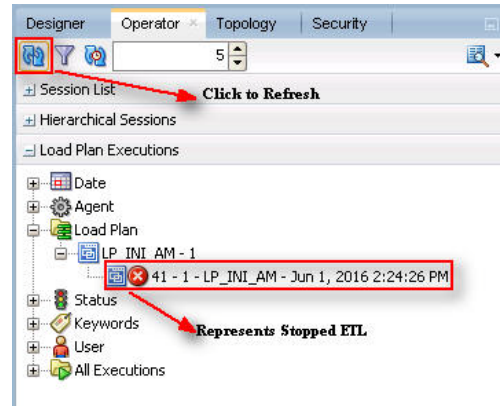 Designer Operator Topology Security
5
Session List
Click to Refresh
Hierarchical Sessions
Load Plan Executions
Date
Agent
Load Plan
LP_INI_AM - 1
41 - 1 - LP_INI_AM - Jun 1, 2016 2:24:26 PM
Status
Keywords
Represents Stopped ETL
User
All Executions